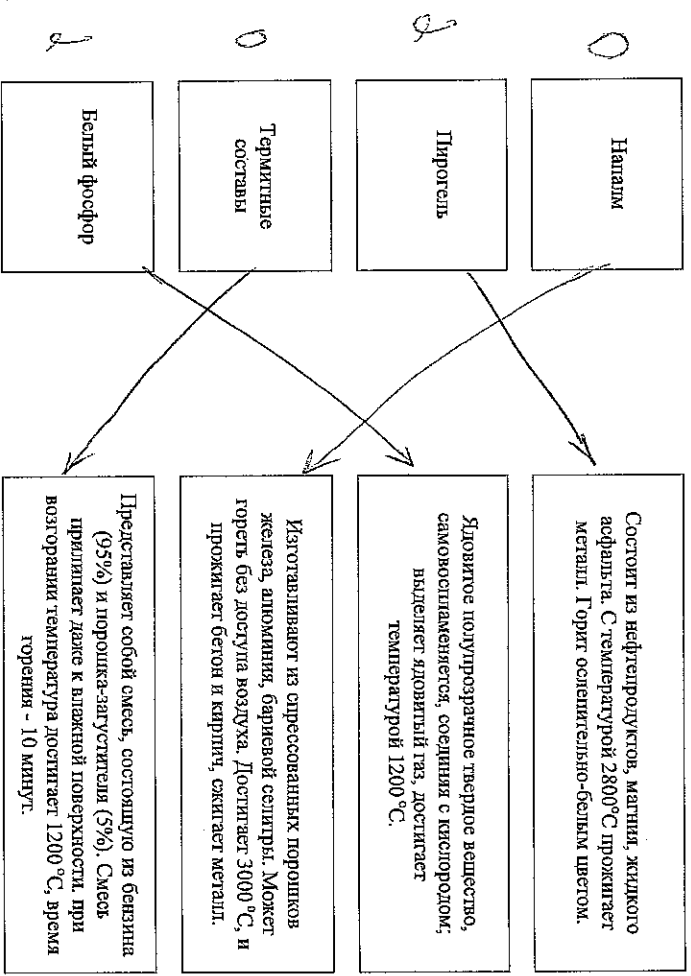 Напалм
Пирогель
Термитные
составы
Белый фосфор
Состоит из нефтепродуктов, магния, жидкого
асфальта. С температурой 2800°С прожигает
металл. Горит ослепительно-белым цветом.
Ядовитое полупрозрачное твердое вещество,
самовоспламеняется, соединяя с кислородом;
выделяет ядовитый газ, достигает
температурой 1200°С.
Изготавливают из спрессованных порошков
железа, алюминия, бариевой селитры. Может
гореть без доступа воздуха. Достигает 3000 °С, и
прожигает бетон и кирпич, сжигает металл.
Представляет собой смесь, состоящую из бензина
(95%) и порошка-загустителя (5%). Смесь
прилипает даже к влажной поверхности. при
возгорании температура достигает 1200 °С, время
горения - 10 минут.